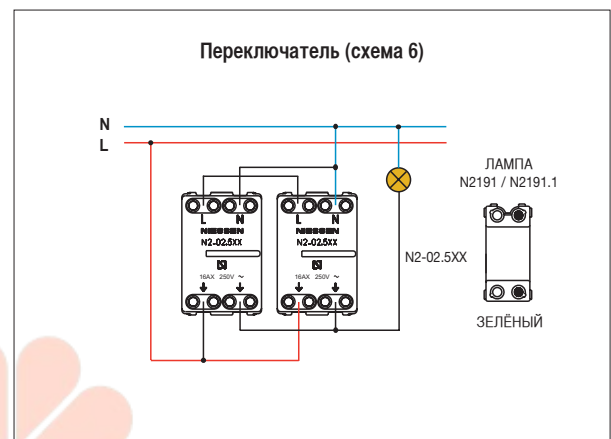 Переключатель (схема 6)
N
L
L N
NIESSEN
N2-02.5XX
16AX 250V ~
L N
NIESSEN
N2-02.5XX
16AX 250V ~
N2-02.5XX
ЛАМПА
N2191 / N2191.1
ЗЕЛЁНЫЙ